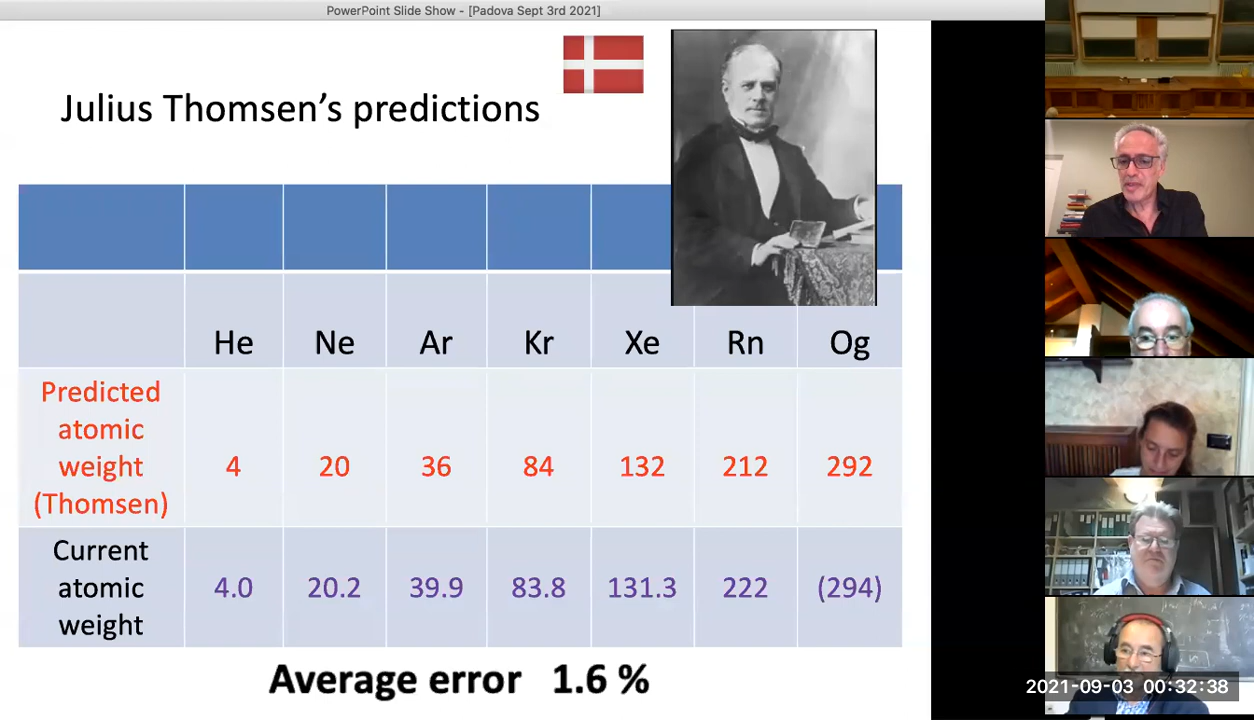 PowerPoint Slide Show - [Padova Sept 3rd 2021]
Julius Thomsen’s predictions
He Ne Ar Kr Xe Rn Og
Predicted
atomic
weight
(Thomsen)
4 20 36 84 132 212 292
Current
atomic
weight
4.0 20.2 39.9 83.8 131.3 222 (294)
Average error 1.6 %
2021-09-03 00:32:38